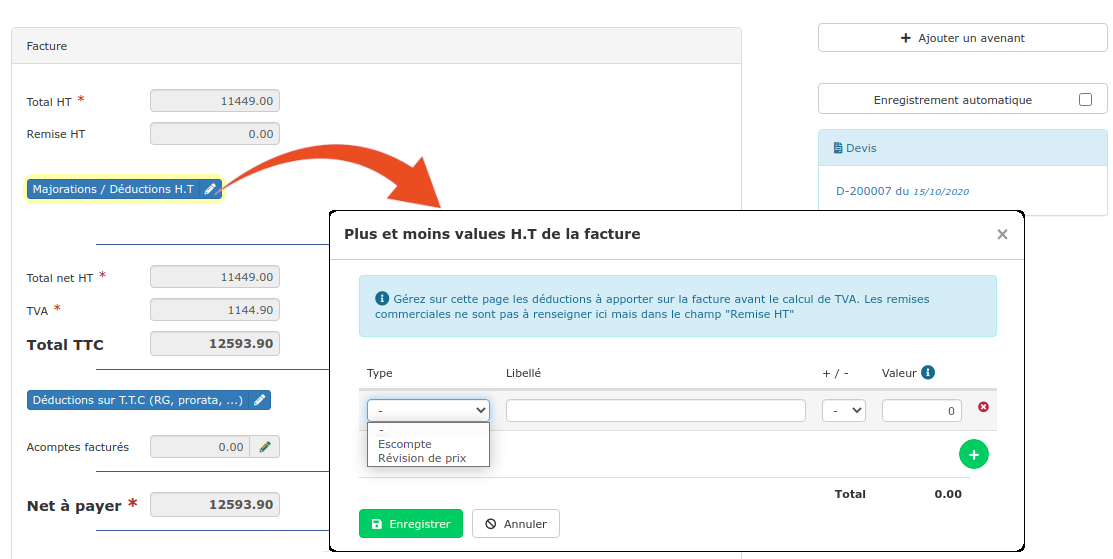 Facture
Total HT *
11449.00
Remise HT
0.00
Majorations / Déductions H.T
Total net HT *
11449.00
TVA *
1144.90
Total TTC
12593.90
Déductions sur T.T.C (RG, prorata, ...)
Acomptes facturés
0.00
Net à payer *
12593.90
+ Ajouter un avenant
Enregistrement automatique
Devis
D-200007 du 15/10/2020
Plus et moins values H.T de la facture
×
Gérez sur cette page les déductions à apporter sur la facture avant le calcul de TVA. Les remises
commerciales ne sont pas à renseigner ici mais dans le champ "Remise HT"
Type Libellé + / - Valeur
- - 0
-
Escompte
Révision de prix
+
Total 0.00
Enregistrer
Annuler